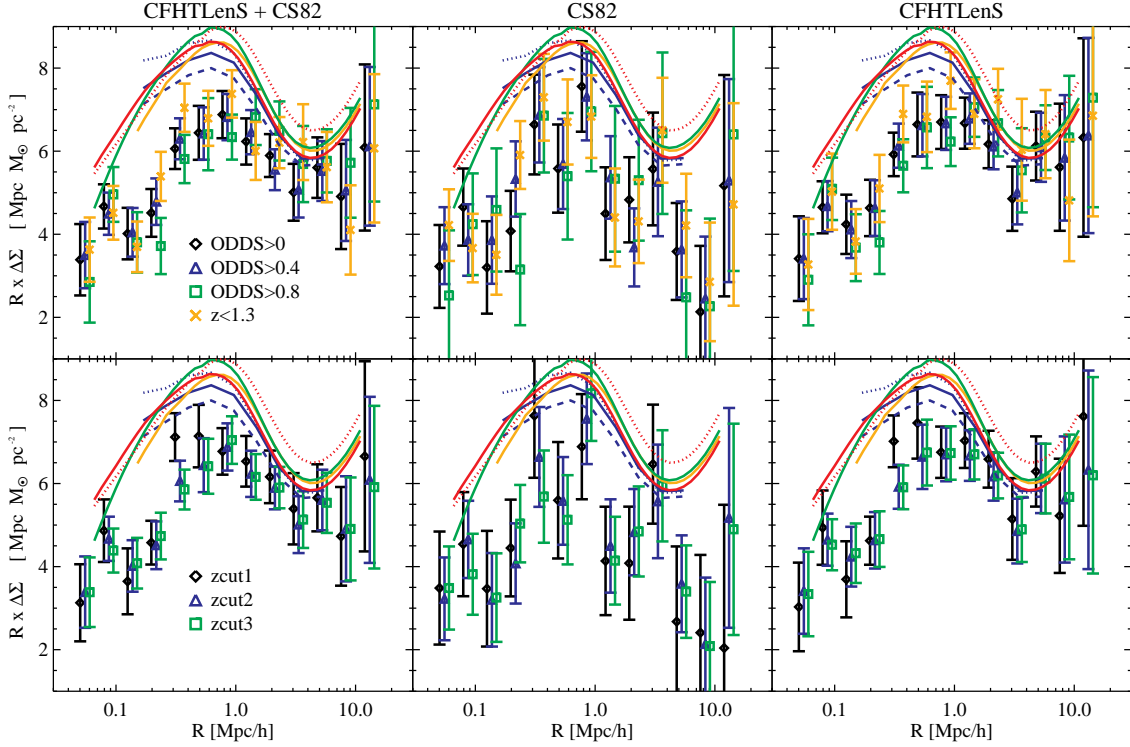 CFHTLenS + CS82
CS82
CFHTLenS
R x ΔΣ [ Mpc M⊙ pc⁻² ]
8
6
4
2
ODDS>0
ODDS>0.4
ODDS>0.8
z<1.3
R x ΔΣ [ Mpc M⊙ pc⁻² ]
8
6
4
2
zcut1
zcut2
zcut3
0.1 1.0 10.0 0.1 1.0 10.0 0.1 1.0 10.0
R [Mpc/h] R [Mpc/h] R [Mpc/h]